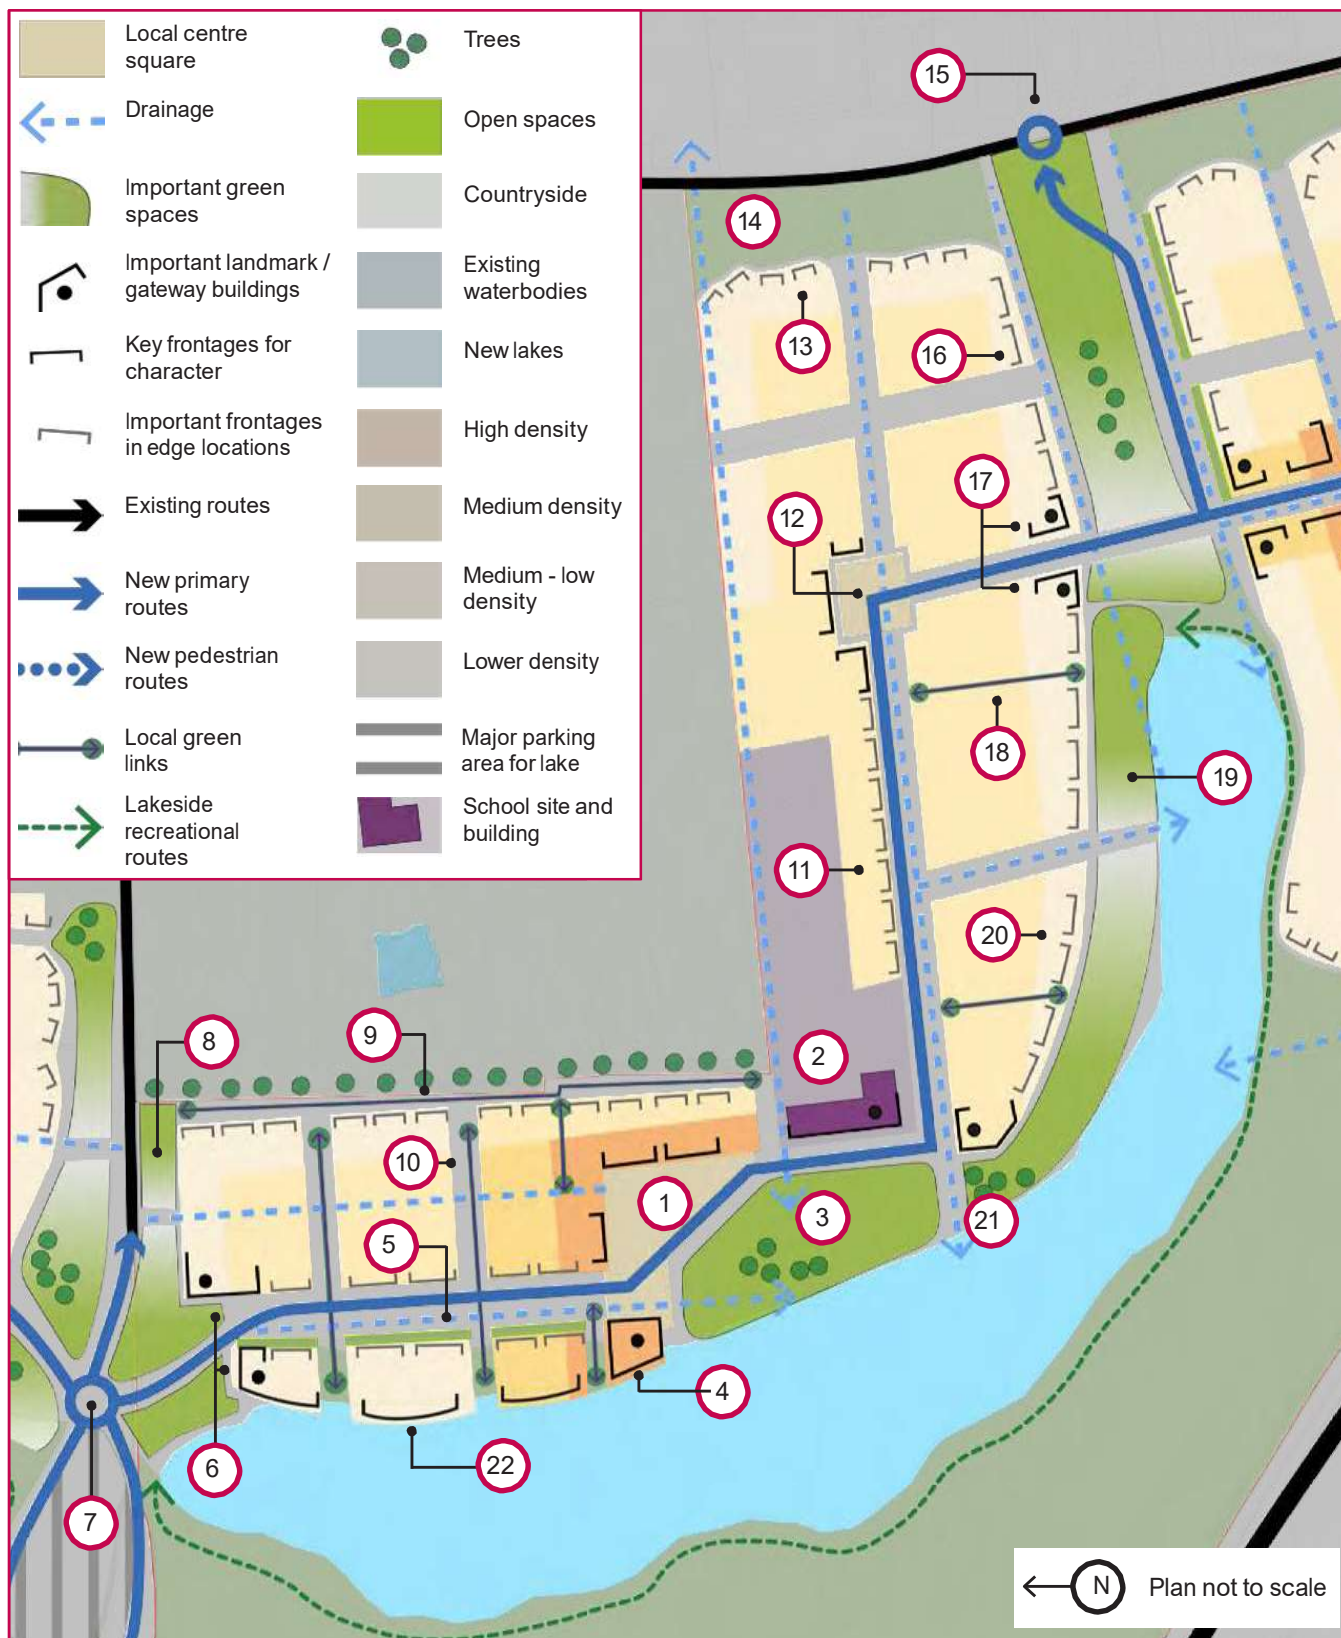 Local centre
square
Drainage
Important green
spaces
Important landmark /
gateway buildings
Key frontages for
character
Important frontages
in edge locations
Existing routes
New primary
routes
New pedestrian
routes
Local green
links
Lakeside
recreational
routes
Trees
Open spaces
Countryside
Existing
waterbodies
New lakes
High density
Medium density
Medium - low
density
Lower density
Major parking
area for lake
School site and
building
15
14
13
16
17
12
18
19
11
20
2
9
8
10
1
3
21
5
4
22
6
7
N Plan not to scale